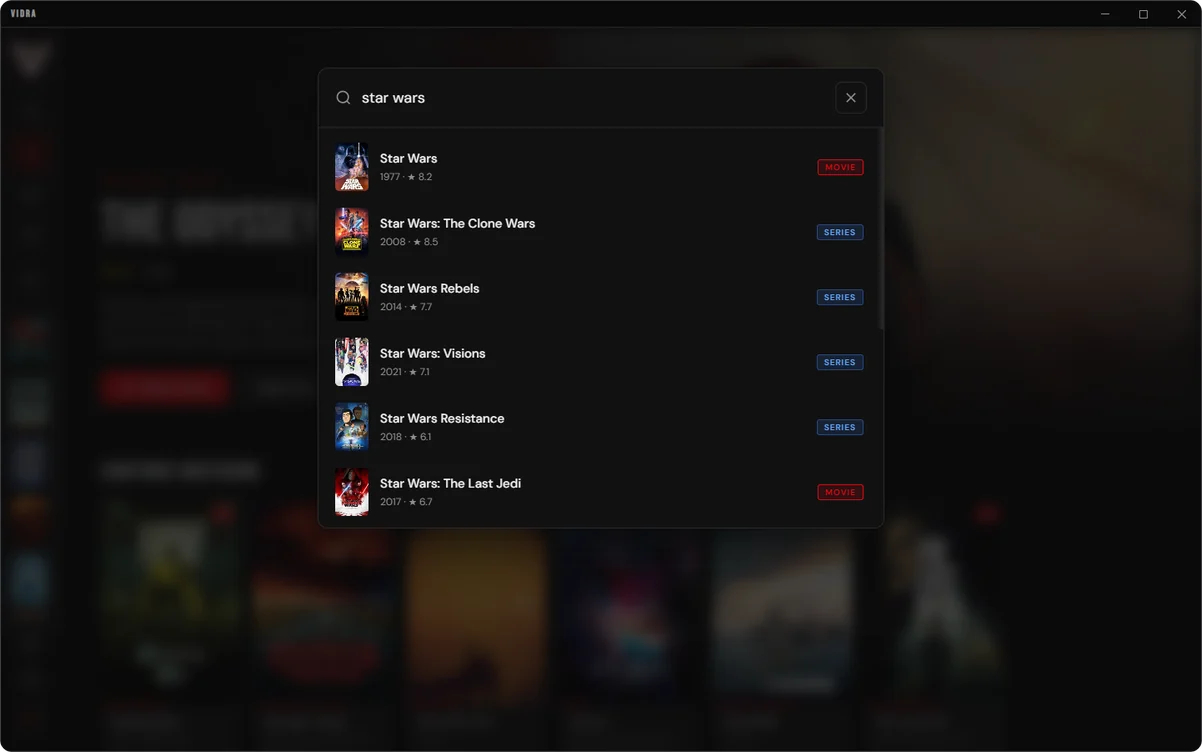 VIDRA
star wars
Star Wars
1977 · ★ 8.2
MOVIE
Star Wars: The Clone Wars
2008 · ★ 8.5
SERIES
Star Wars Rebels
2014 · ★ 7.7
SERIES
Star Wars: Visions
2021 · ★ 7.1
SERIES
Star Wars Resistance
2018 · ★ 6.1
SERIES
Star Wars: The Last Jedi
2017 · ★ 6.7
MOVIE
THE ODYSSEY